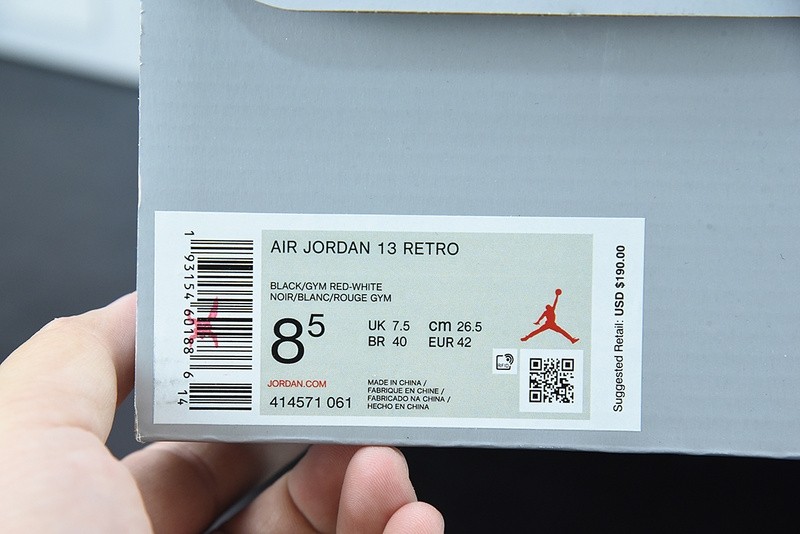 AIR JORDAN 13 RETRO
BLACK/GYM RED-WHITE
NOIR/BLANC/ROUGE GYM
8⁵
UK 7.5 cm 26.5
BR 40 EUR 42
JORDAN.COM
414571 061
MADE IN CHINA /
FABRIQUE EN CHINE /
FABRICADO NA CHINA /
HECHO EN CHINA
RFID
1 93154 60188 6 14
Suggested Retail: USD $190.00